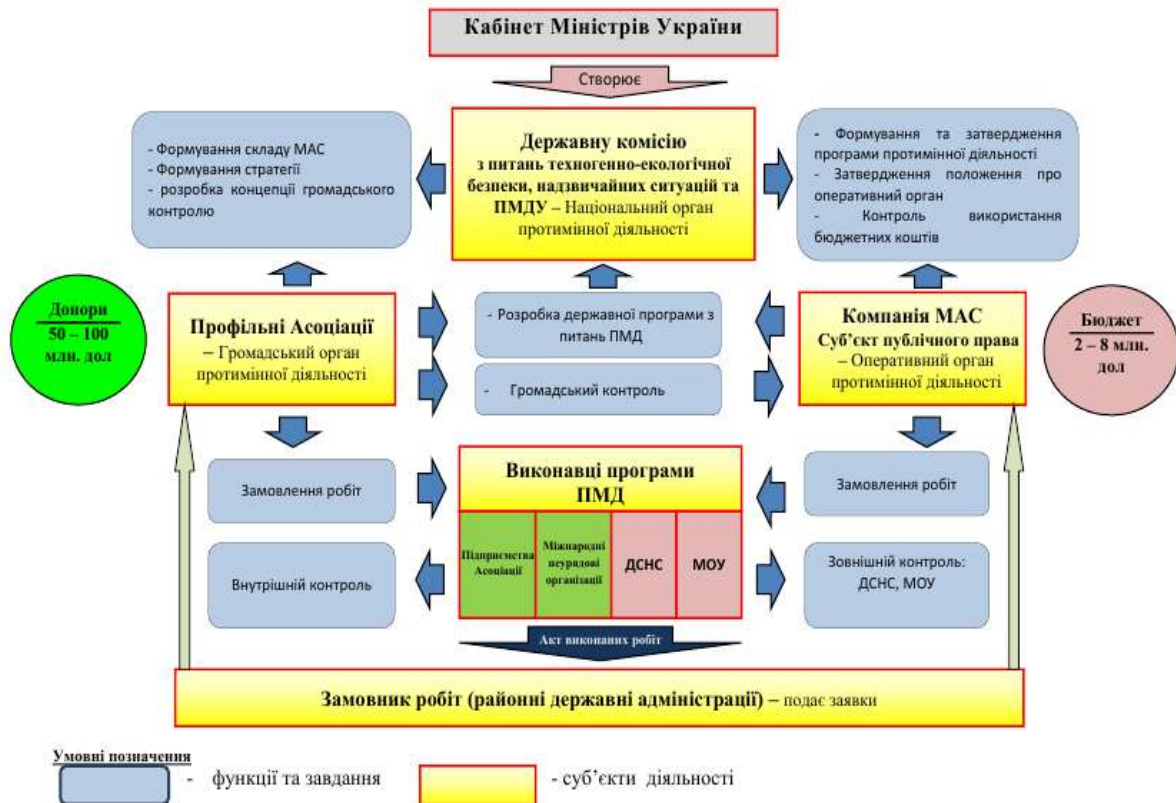 Кабінет Міністрів України
Створює
- Формування складу МАС
- Формування стратегії
- розробка концепції громадського
контролю
Державну комісію
з питань техногенно-екологічної
безпеки, надзвичайних ситуацій та
ПМДУ – Національний орган
протимінної діяльності
- Формування та затвердження
програми протимінної діяльності
- Затвердження положення про
оперативний орган
- Контроль використання
бюджетних коштів
Донори
50 – 100
млн. дол
Профільні Асоціації
– Громадський орган
протимінної діяльності
- Розробка державної програми з
питань ПМД
- Громадський контроль
Компанія МАС
Суб’єкт публічного права
– Оперативний орган
протимінної діяльності
Бюджет
2 – 8 млн.
дол
Замовлення робіт
Виконавці програми
ПМД
Замовлення робіт
Внутрішній контроль
Підприємства
Асоціації
Міжнародні
неурядові
організації
ДСНС
МОУ
Зовнішній контроль:
ДСНС, МОУ
Акт виконаних робіт
Замовник робіт (районні державні адміністрації) – подає заявки
Умовні позначення
- функції та завдання
- суб’єкти діяльності